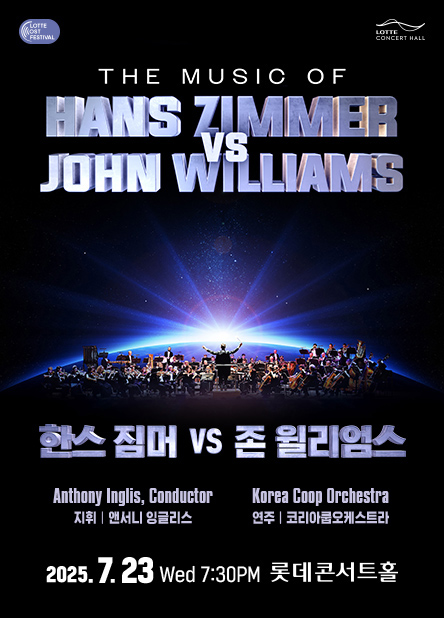 LOTTE
OST
FESTIVAL
LOTTE
CONCERT HALL
THE MUSIC OF
HANS ZIMMER
VS
JOHN WILLIAMS
한스 짐머 VS 존 윌리엄스
Anthony Inglis, Conductor
지휘 | 앤서니 잉글리스
Korea Coop Orchestra
연주 | 코리아쿱오케스트라
2025. 7. 23 Wed 7:30PM 롯데콘서트홀